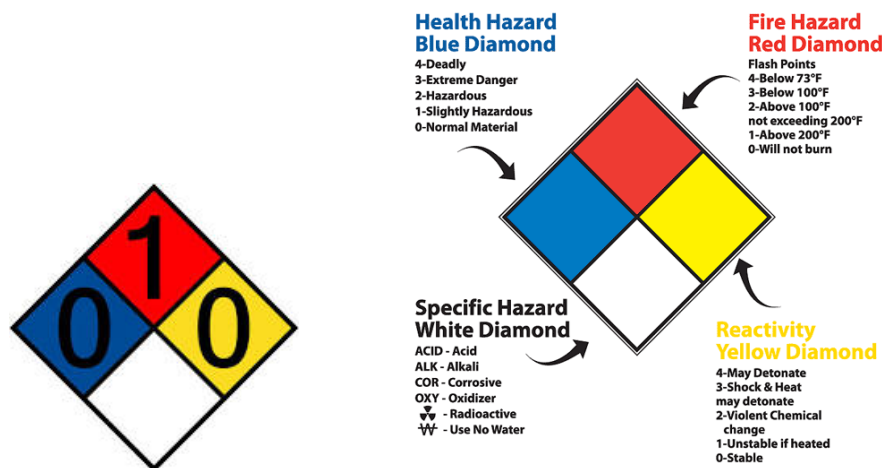 Health Hazard
Blue Diamond
4-Deadly
3-Extreme Danger
2-Hazardous
1-Slightly Hazardous
0-Normal Material
Fire Hazard
Red Diamond
Flash Points
4-Below 73°F
3-Below 100°F
2-Above 100°F
not exceeding 200°F
1-Above 200°F
0-Will not burn
1
0 0
Specific Hazard
White Diamond
ACID - Acid
ALK - Alkali
COR - Corrosive
OXY - Oxidizer
- Radioactive
W - Use No Water
Reactivity
Yellow Diamond
4-May Detonate
3-Shock & Heat
may detonate
2-Violent Chemical
change
1-Unstable if heated
0-Stable